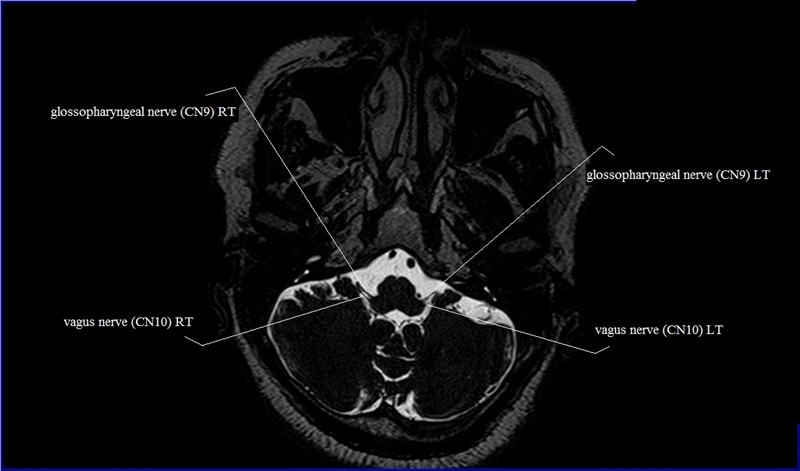 glossopharyngeal nerve (CN9) RT
glossopharyngeal nerve (CN9) LT
vagus nerve (CN10) RT
vagus nerve (CN10) LT